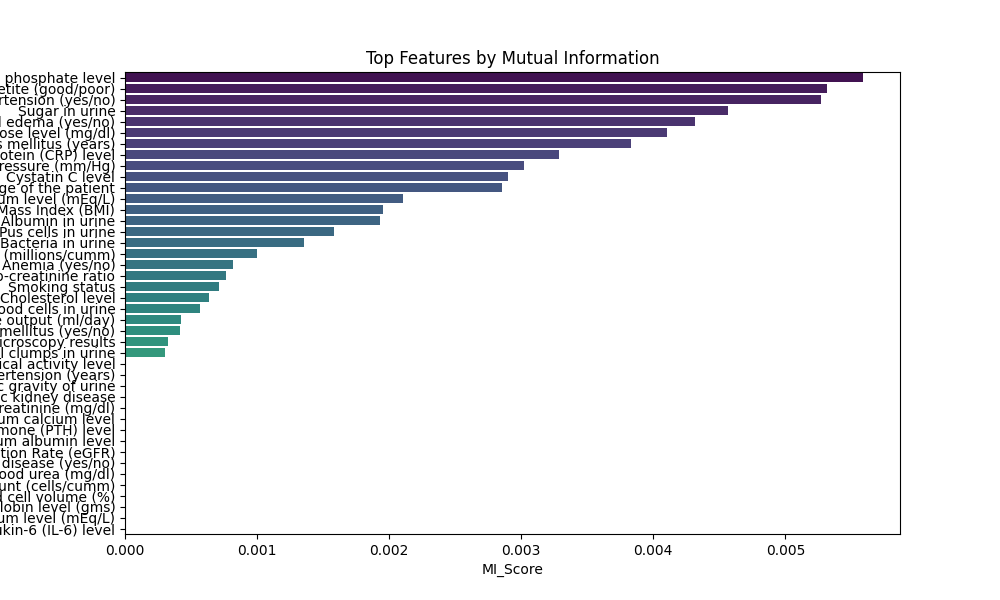 Top Features by Mutual Information
phosphate level
etite (good/poor)
rtension (yes/no)
Sugar in urine
l edema (yes/no)
ose level (mg/dl)
s mellitus (years)
otein (CRP) level
ressure (mm/Hg)
Cystatin C level
ge of the patient
um level (mEq/L)
Mass Index (BMI)
Albumin in urine
Pus cells in urine
Bacteria in urine
(millions/cumm)
Anemia (yes/no)
o-creatinine ratio
Smoking status
Cholesterol level
ood cells in urine
e output (ml/day)
mellitus (yes/no)
icroscopy results
l clumps in urine
ical activity level
ertension (years)
c gravity of urine
ic kidney disease
reatinine (mg/dl)
um calcium level
mone (PTH) level
um albumin level
tion Rate (eGFR)
disease (yes/no)
ood urea (mg/dl)
unt (cells/cumm)
d cell volume (%)
lobin level (gms)
um level (mEq/L)
ukin-6 (IL-6) level
0.000 0.001 0.002 0.003 0.004 0.005
MI_Score